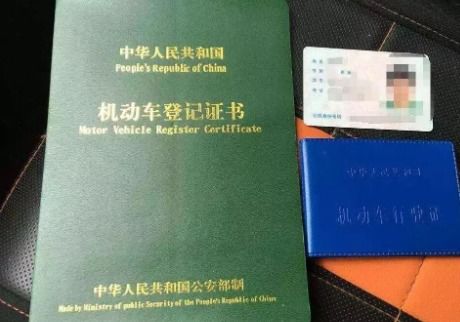 中华人民共和国
People's Republic of China
机动车登记证书
Motor Vehicle Register Certificate
中华人民共和国公安部制
Made by Ministry of public Security of the People's Republic of China
中华人民共和国
机动车行驶证